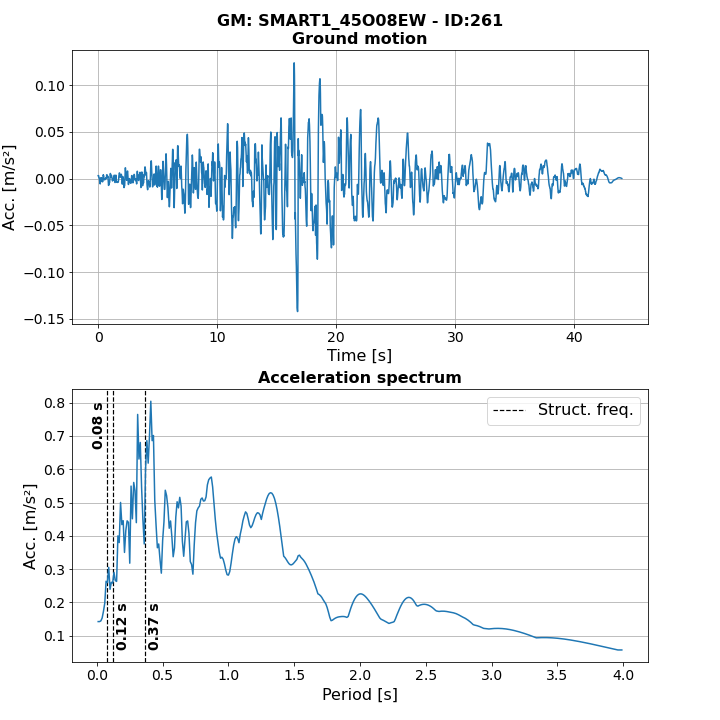 GM: SMART1_45O08EW - ID:261
Ground motion
0.10
0.05
0.00
−0.05
−0.10
−0.15
Acc. [m/s²]
0 10 20 30 40
Time [s]
Acceleration spectrum
0.8
0.7
0.6
0.5
0.4
0.3
0.2
0.1
Acc. [m/s²]
Struct. freq.
0.08 s
0.12 s
0.37 s
0.0 0.5 1.0 1.5 2.0 2.5 3.0 3.5 4.0
Period [s]